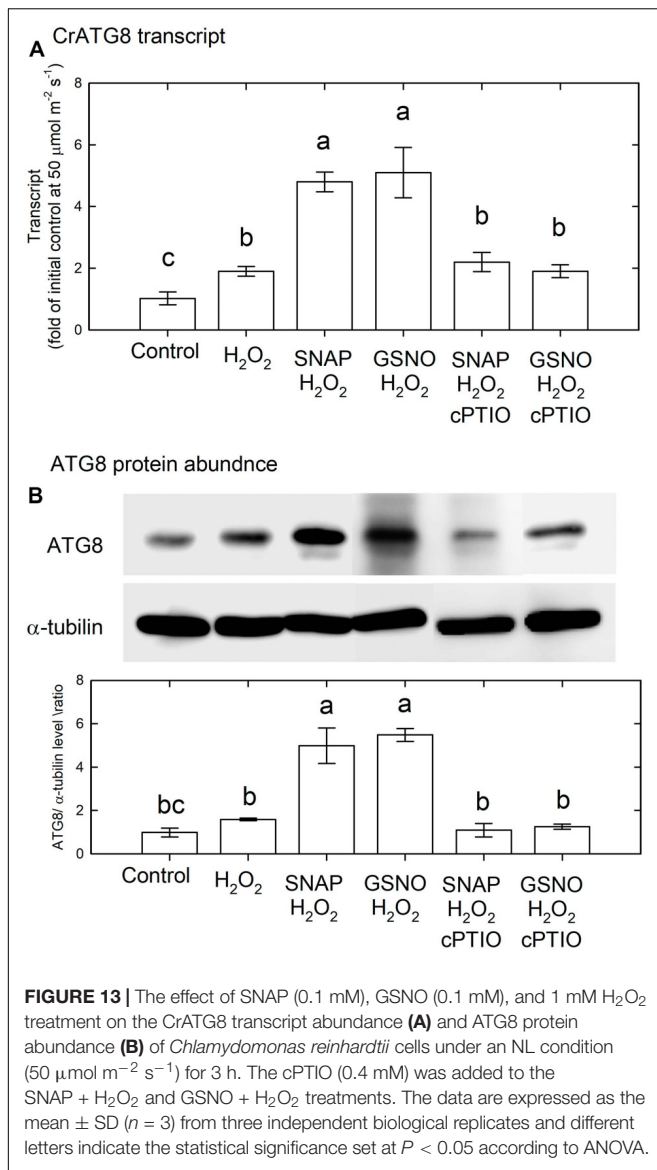 A CrATG8 transcript
Transcript
(fold of initial control at 50 μmol m⁻² s⁻¹)
8
6
4
2
0
c
b
a
a
b
b
Control
H₂O₂
SNAP
H₂O₂
GSNO
H₂O₂
SNAP
H₂O₂
cPTIO
GSNO
H₂O₂
cPTIO
ATG8 protein abundnce
B
ATG8
α-tubilin
ATG8/ α-tubilin level \ratio
8
6
4
2
0
bc
b
a
a
b
b
Control
H₂O₂
SNAP
H₂O₂
GSNO
H₂O₂
SNAP
H₂O₂
cPTIO
GSNO
H₂O₂
cPTIO
FIGURE 13 | The effect of SNAP (0.1 mM), GSNO (0.1 mM), and 1 mM H₂O₂
treatment on the CrATG8 transcript abundance (A) and ATG8 protein
abundance (B) of Chlamydomonas reinhardtii cells under an NL condition
(50 μmol m⁻² s⁻¹) for 3 h. The cPTIO (0.4 mM) was added to the
SNAP + H₂O₂ and GSNO + H₂O₂ treatments. The data are expressed as the
mean ± SD (n = 3) from three independent biological replicates and different
letters indicate the statistical significance set at P < 0.05 according to ANOVA.